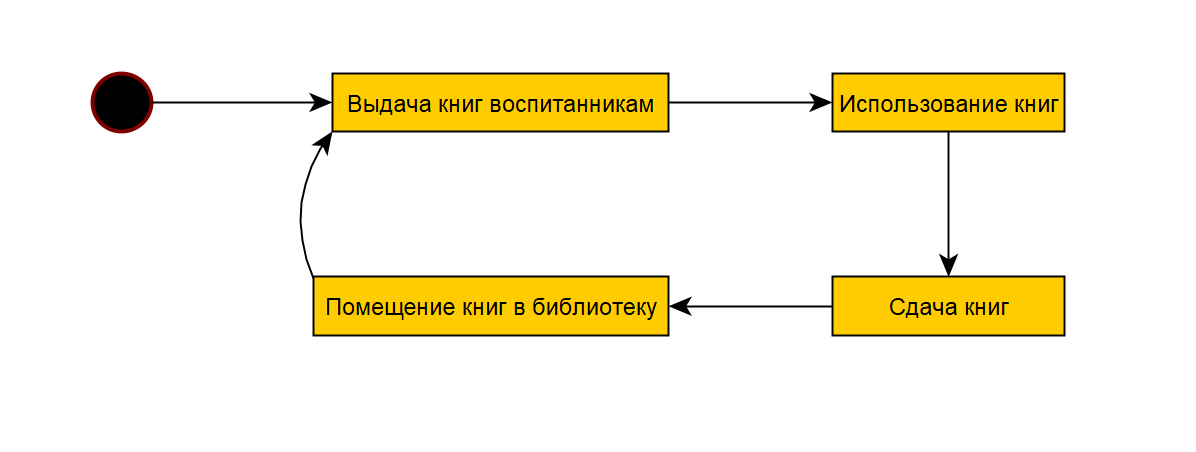 Выдача книг воспитанникам
Использование книг
Помещение книг в библиотеку
Сдача книг